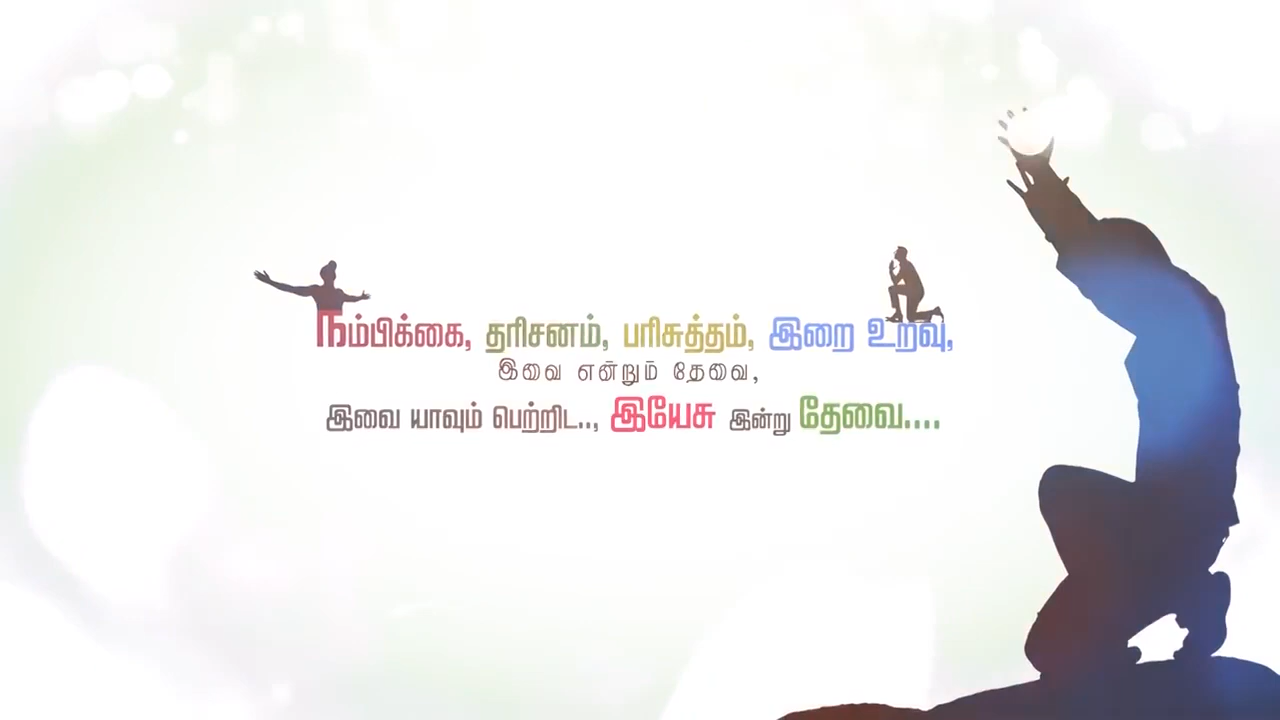 நம்பிக்கை, தரிசனம், பரிசுத்தம், இறை உறவு,
இவை என்றும் தேவை,
இவை யாவும் பெற்றிட.., இயேசு இன்று தேவை....